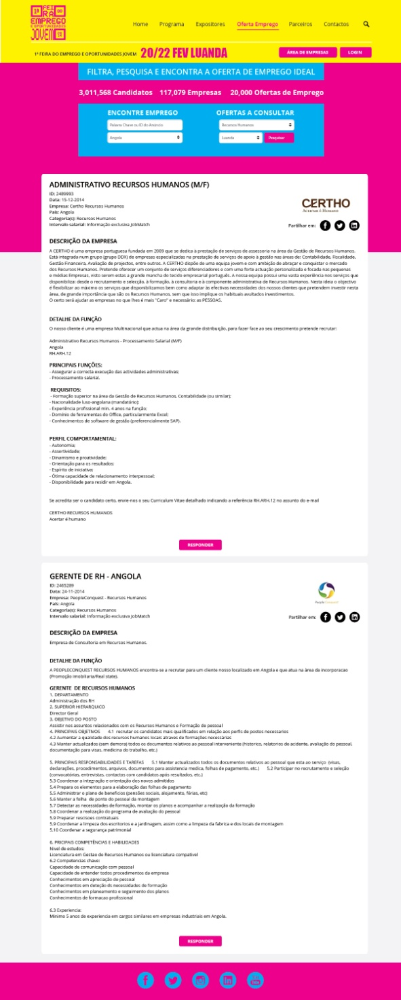 1ª FEI DO
RA
EMPREGO
E OPORTUNIDADES
JOVEM
Home Programa Expositores Oferta Emprego Parceiros Contactos
1ª FEIRA DO EMPREGO E OPORTUNIDADES JOVEM 20/22 FEV LUANDA ÁREA DE EMPRESAS LOGIN
FILTRA, PESQUISA E ENCONTRA A OFERTA DE EMPREGO IDEAL
3,011,568 Candidatos 117,079 Empresas 20,000 Ofertas de Emprego
ENCONTRE EMPREGO OFERTAS A CONSULTAR
Palavra Chave ou ID do Anúncio Recursos Humanos
Angola Luanda Pesquisar
ADMINISTRATIVO RECURSOS HUMANOS (M/F)
ID: 2489993
Data: 15-12-2014
Empresa: Certho Recursos Humanos
País: Angola
Categoria(s): Recursos Humanos
Intervalo salarial: Informação exclusiva JobMatch
CERTHO
ACERTAR É HUMANO
Partilhar em:
DESCRIÇÃO DA EMPRESA
A CERTHO é uma empresa portuguesa fundada em 2009 que se dedica à prestação de serviços de assessoria na área da Gestão de Recursos Humanos.
Está integrada num grupo (grupo DDX) de empresas especializadas na prestação de serviços de apoio à gestão nas áreas de: Contabilidade, Fiscalidade,
Gestão Financeira, Avaliação de projectos, entre outros. A CERTHO dispõe de uma equipa jovem e com ambição de abraçar e conquistar o mercado
dos Recursos Humanos. Pretende oferecer um conjunto de serviços diferenciadores e com uma forte actuação personalizada e focada nas pequenas
e médias Empresas, visto serem estas a grande mancha do tecido empresarial português. A nossa equipa possui uma vasta experiência nos serviços que
disponibiliza: desde o recrutamento e selecção, à formação, à consultoria e à componente administrativa de Recursos Humanos. Nesta ideia o objectivo
é flexibilizar ao máximo os serviços que disponibilizamos bem como adaptar às efectivas necessidades dos nossos clientes que pretendem investir nesta
área, de grande importância que são os Recursos Humanos, sem que isso implique os habituais avultados investimentos.
O certo será ajudar as empresas no que lhes é mais "Caro" e necessário: as PESSOAS.
DETALHE DA FUNÇÃO
O nosso cliente é uma empresa Multinacional que actua na área da grande distribuição, para fazer face ao seu crescimento pretende recrutar:
Administrativo Recursos Humanos - Processamento Salarial (M/F)
Angola
RH.ARH.12
PRINCIPAIS FUNÇÕES:
- Assegurar a correcta execução das actividades administrativas;
- Processamento salarial.
REQUISITOS:
- Formação superior na área da Gestão de Recursos Humanos, Contabilidade (ou similar);
- Nacionalidade luso-angolana (mandatório);
- Experiência profissional min. 4 anos na função;
- Domínio de ferramentas do Office, particularmente Excel;
- Conhecimentos de software de gestão (preferencialmente SAP).
PERFIL COMPORTAMENTAL:
- Autonomia;
- Assertividade;
- Dinamismo e proatividade;
- Orientação para os resultados;
- Espírito de iniciativa;
- Ótima capacidade de relacionamento interpessoal;
- Disponibilidade para residir em Angola.
Se acredita ser o candidato certo, envie-nos o seu Curriculum Vitae detalhado indicando a referência RH.ARH.12 no assunto do e-mail
CERTHO RECURSOS HUMANOS
Acertar é humano
RESPONDER
GERENTE DE RH - ANGOLA
ID: 2465289
Data: 24-11-2014
Empresa: PeopleConquest - Recursos Humanos
País: Angola
Categoria(s): Recursos Humanos
Intervalo salarial: Informação exclusiva JobMatch
People Conquest
Partilhar em:
DESCRIÇÃO DA EMPRESA
Empresa de Consultoria em Recursos Humanos.
DETALHE DA FUNÇÃO
A PEOPLECONQUEST RECURSOS HUMANOS encontra-se a recrutar para um cliente nosso localizado em Angola e que atua na área da incorporacao
(Promoção imobiliaria/Real state).
GERENTE DE RECURSOS HUMANOS
1. DEPARTAMENTO
Administração dos RH
2. SUPERIOR HIERARQUICO
Director Geral
3. OBJETIVO DO POSTO
Assistir nos assuntos relacionados com os Recursos Humanos e Formação de pessoal
4. PRINCIPAIS OBJETIVOS 4.1 recrutar os candidatos mais qualificados em relação aos perfis de postos necessarios
4.2 Aumentar a qualidade dos recursos humanos locais atraves de formações necessárias
4.3 Manter actualizados (sem demora) todos os documentos relativos ao pessoal interveniente (historico, relatorios de acidente, avaliação do pessoal,
documentação para visas, medicina do trabalho, etc.)
5. PRINCIPAIS RESPONSABILIDADES E TAREFAS 5.1 Manter actualizados todos os documentos relativos ao pessoal que esta ao serviço (visas,
declarações, procedimentos, arquivos, documentos para assistencia medica, folhas de pagamento, etc.) 5.2 Participar no recrutamento e seleção
(convocatórias, entrevistas, contactos com candidatos após resultados, etc.)
5.3 Coordenar a integração e orientação dos novos admitidos
5.4 Prepara os elementos para a elaboração das folhas de pagamento
5.5 Administrar o plano de beneficios (pensões sociais, alojamento, férias, etc)
5.6 Manter a folha de ponto do pessoal da montagem
5.7 Detectar as necessidades de formação, montar os planos e acompanhar a realização da formação
5.8 Coordenar a realização do programa de avaliação do pessoal
5.9 Preparar rescisoes contratuais
5.9 Coordenar a limpeza dos escritorios e a jardinagem, assim como a limpeza da fabrica e dos locais de montagem
5.10 Coordenar a segurança patrimonial
6. PRICIPAIS COMPETÊNCIAS E HABILIDADES
Nivel de estudos:
Licenciatura em Gestao de Recursos Humanos ou licenciatura compativel
6.2 Competencias chave:
Capacidade de comunicação com pessoal
Capacidade de entender todos procedimentos da empresa
Conhecimentos em apreciação de pessoal
Conhecimentos em deteção ds necessidades de formação
Conhecimentos em planeamento e seguimento dos planos
Conhecimentos de formacao profissional
6.3 Experiencia:
Minimo 5 anos de experiencia em cargos similares em empresas industriais em Angola.
RESPONDER